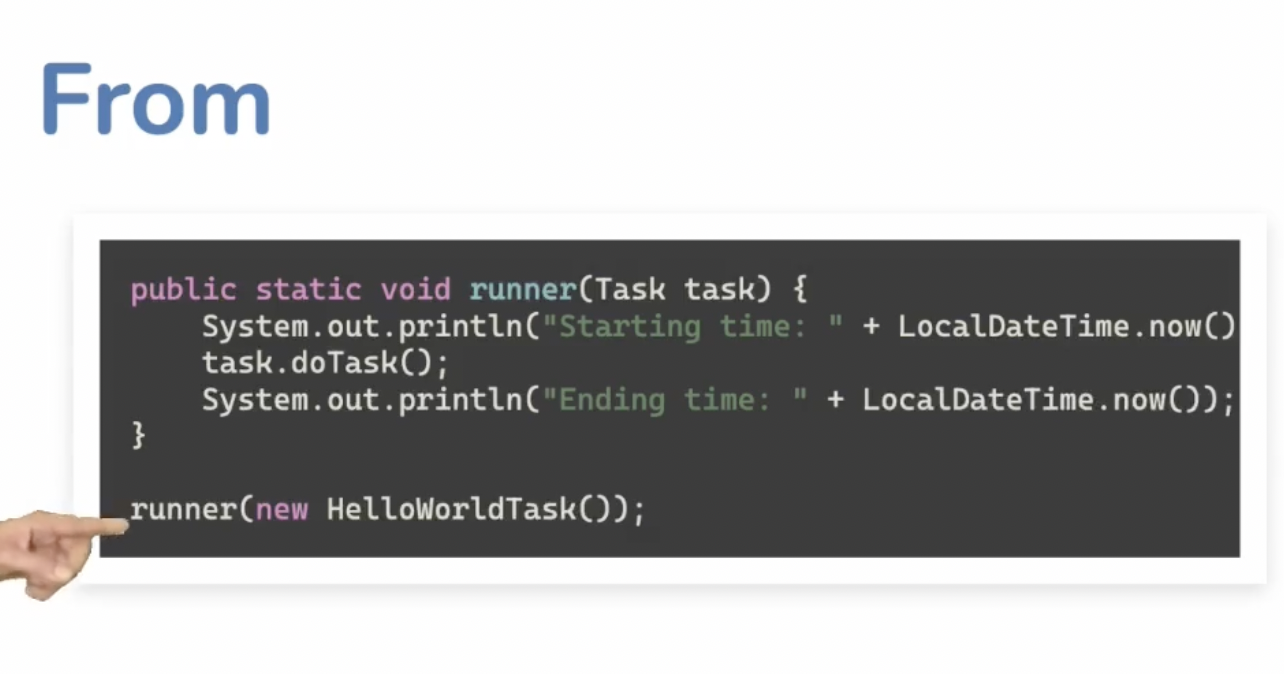 From
public static void runner(Task task) {
System.out.println("Starting time: " + LocalDateTime.now()
task.doTask();
System.out.println("Ending time: " + LocalDateTime.now());
}
runner(new HelloWorldTask());